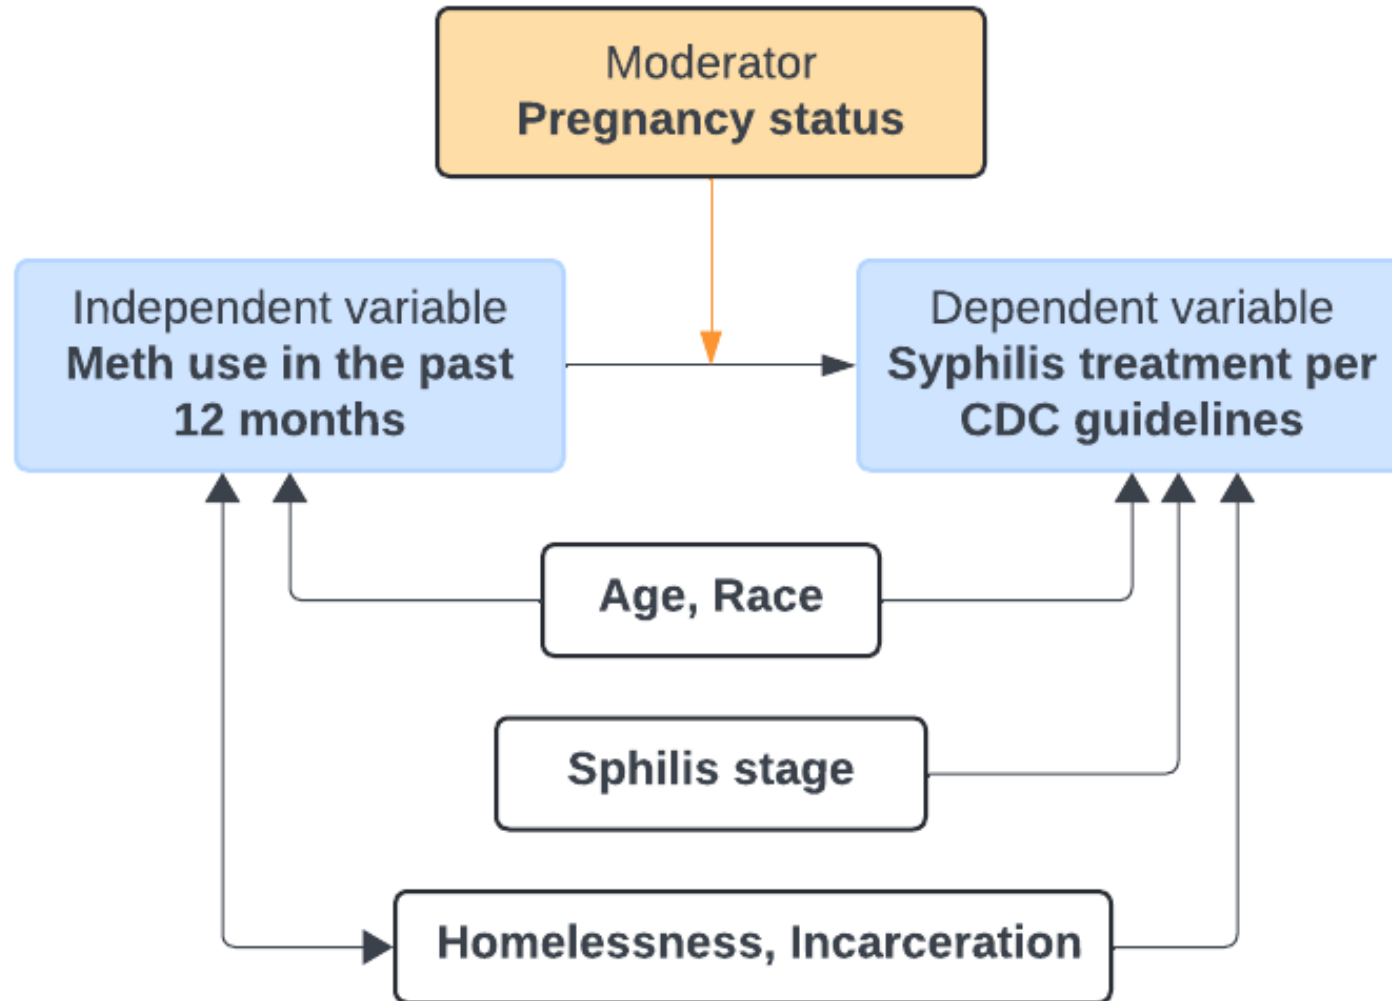 Moderator
Pregnancy status
Independent variable
Meth use in the past
12 months
Dependent variable
Syphilis treatment per
CDC guidelines
Age, Race
Sphilis stage
Homelessness, Incarceration